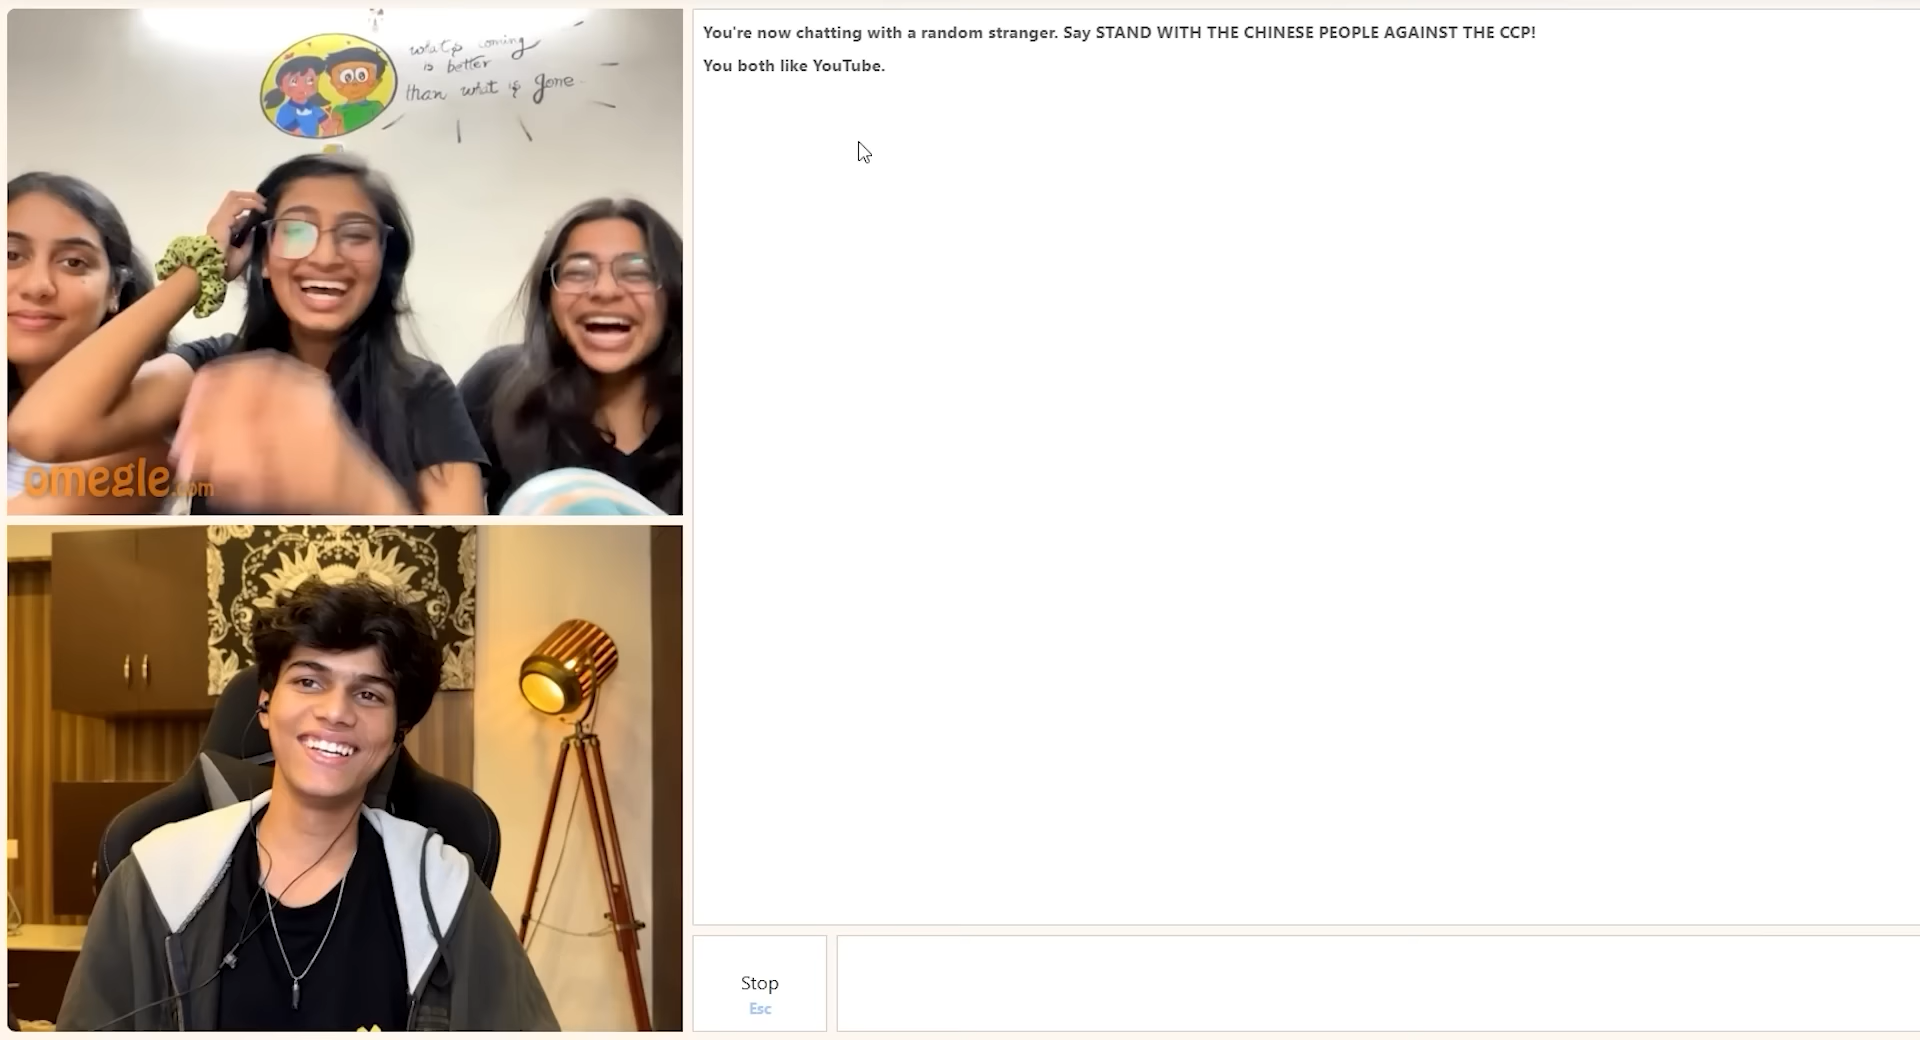 what's coming
is better
than what is gone
omegle.com
You're now chatting with a random stranger. Say STAND WITH THE CHINESE PEOPLE AGAINST THE CCP!
You both like YouTube.
Stop
Esc